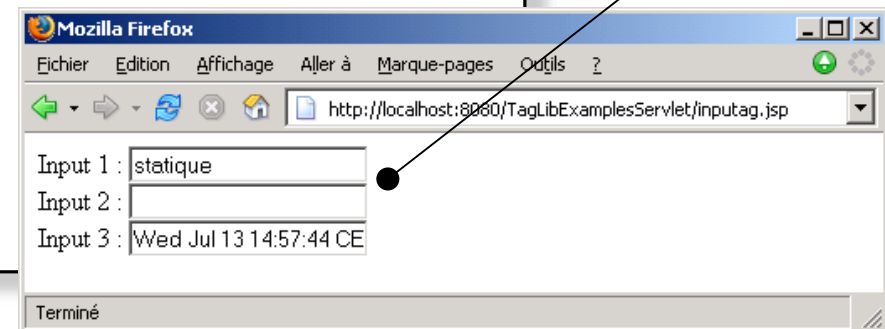 Mozilla Firefox
Fichier Edition Affichage Aller à Marque-pages Outils ?
http://localhost:8080/TagLibExamplesServlet/inputag.jsp
Input 1 : statique
Input 2 :
Input 3 : Wed Jul 13 14:57:44 CE
Terminé